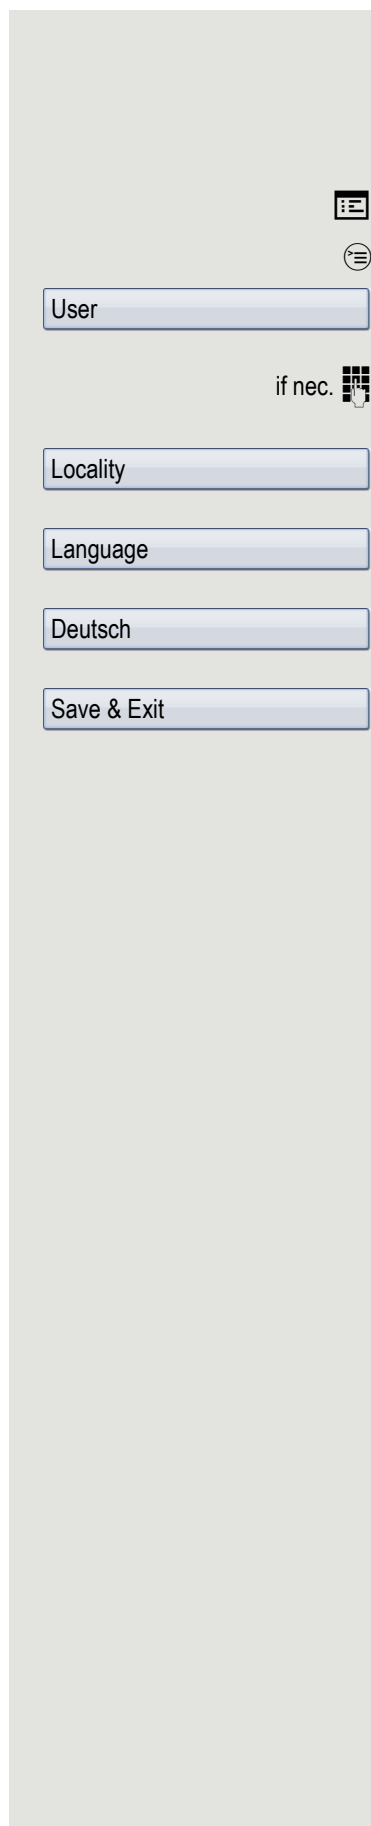 User
if nec.
Locality
Language
Deutsch
Save & Exit